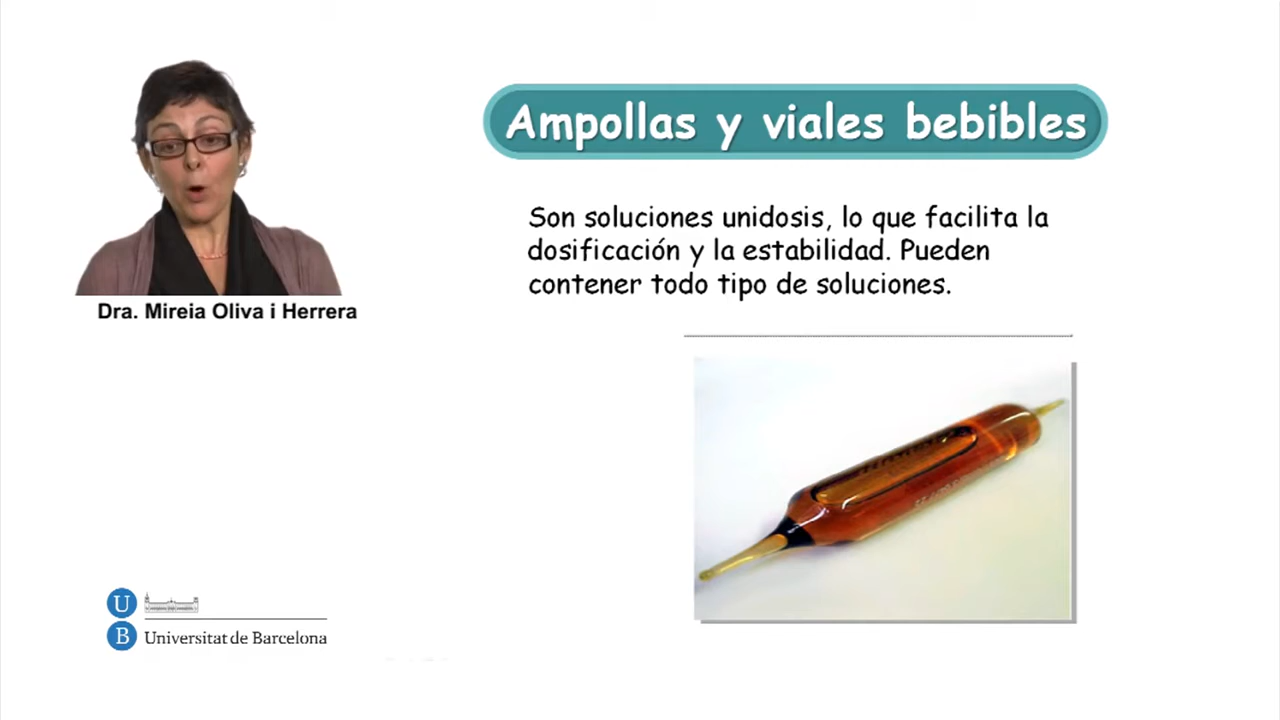 Ampollas y viales bebibles
Son soluciones unidosis, lo que facilita la
dosificación y la estabilidad. Pueden
contener todo tipo de soluciones.
Dra. Mireia Oliva i Herrera
U
B Universitat de Barcelona